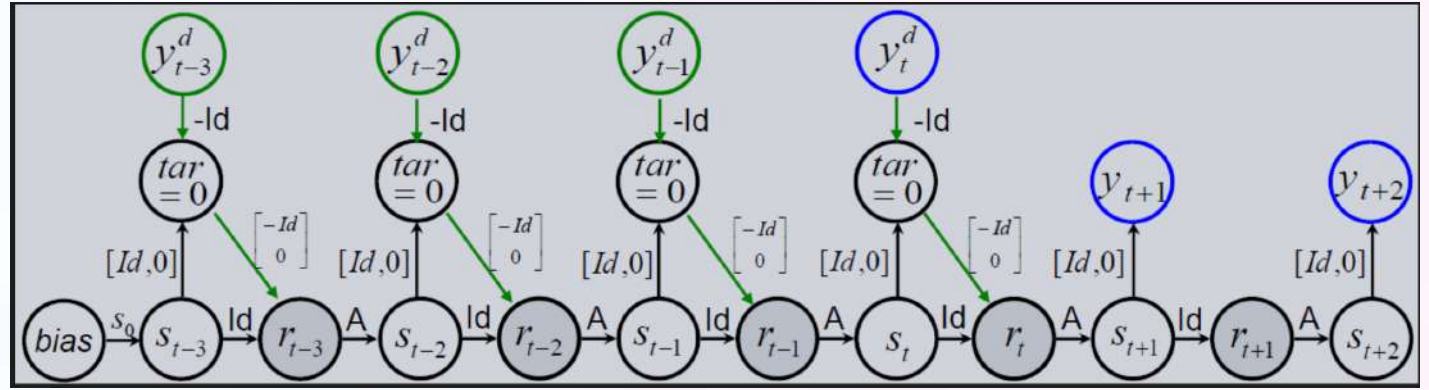 y^d_{t-3} y^d_{t-2} y^d_{t-1} y^d_t
-Id -Id -Id -Id
tar =0 tar =0 tar =0 tar =0 y_{t+1} y_{t+2}
[-Id 0] [-Id 0] [-Id 0] [-Id 0]
[Id,0] [Id,0] [Id,0] [Id,0] [Id,0] [Id,0]
bias s_0 s_{t-3} Id r_{t-3} A s_{t-2} Id r_{t-2} A s_{t-1} Id r_{t-1} A s_t Id r_t A s_{t+1} Id r_{t+1} A s_{t+2}